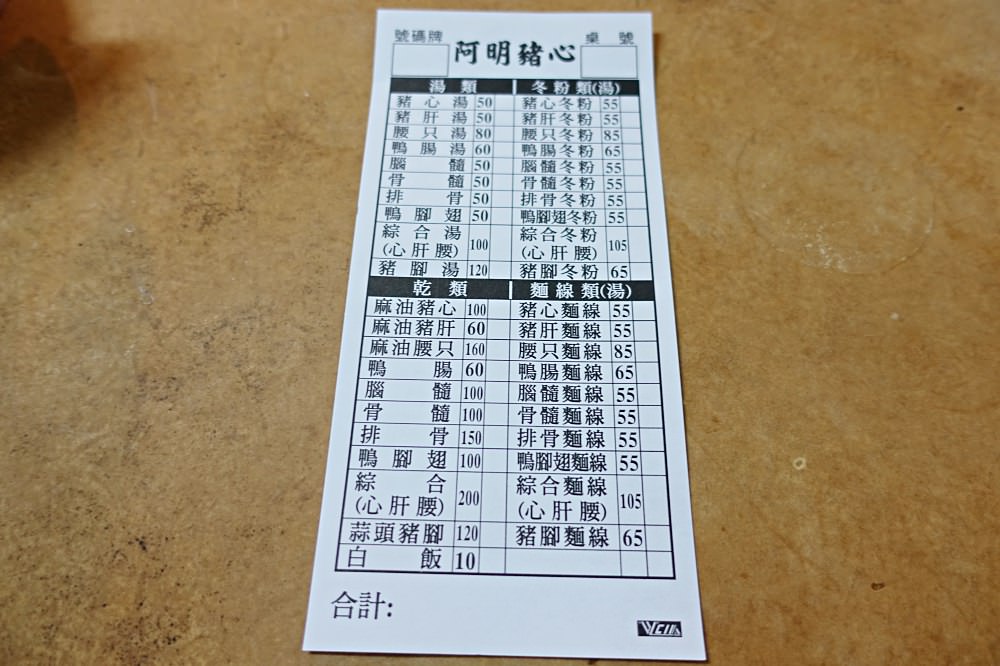 號碼牌 阿明豬心 桌號
湯類 冬粉類(湯)
豬心湯 50 豬心冬粉 55
豬肝湯 50 豬肝冬粉 55
腰只湯 80 腰只冬粉 85
鴨腸湯 60 鴨腸冬粉 65
腦髓 50 腦髓冬粉 55
骨髓 50 骨髓冬粉 55
排骨 50 排骨冬粉 55
鴨腳翅 50 鴨腳翅冬粉 55
綜合湯 綜合冬粉
(心肝腰) 100 (心肝腰) 105
豬腳湯 120 豬腳冬粉 65
乾類 麵線類(湯)
麻油豬心 100 豬心麵線 55
麻油豬肝 60 豬肝麵線 55
麻油腰只 160 腰只麵線 85
鴨腸 60 鴨腸麵線 65
腦髓 100 腦髓麵線 55
骨髓 100 骨髓麵線 55
排骨 150 排骨麵線 55
鴨腳翅 100 鴨腳翅麵線 55
綜合 綜合麵線
(心肝腰) 200 (心肝腰) 105
蒜頭豬腳 120 豬腳麵線 65
白飯 10
合計: